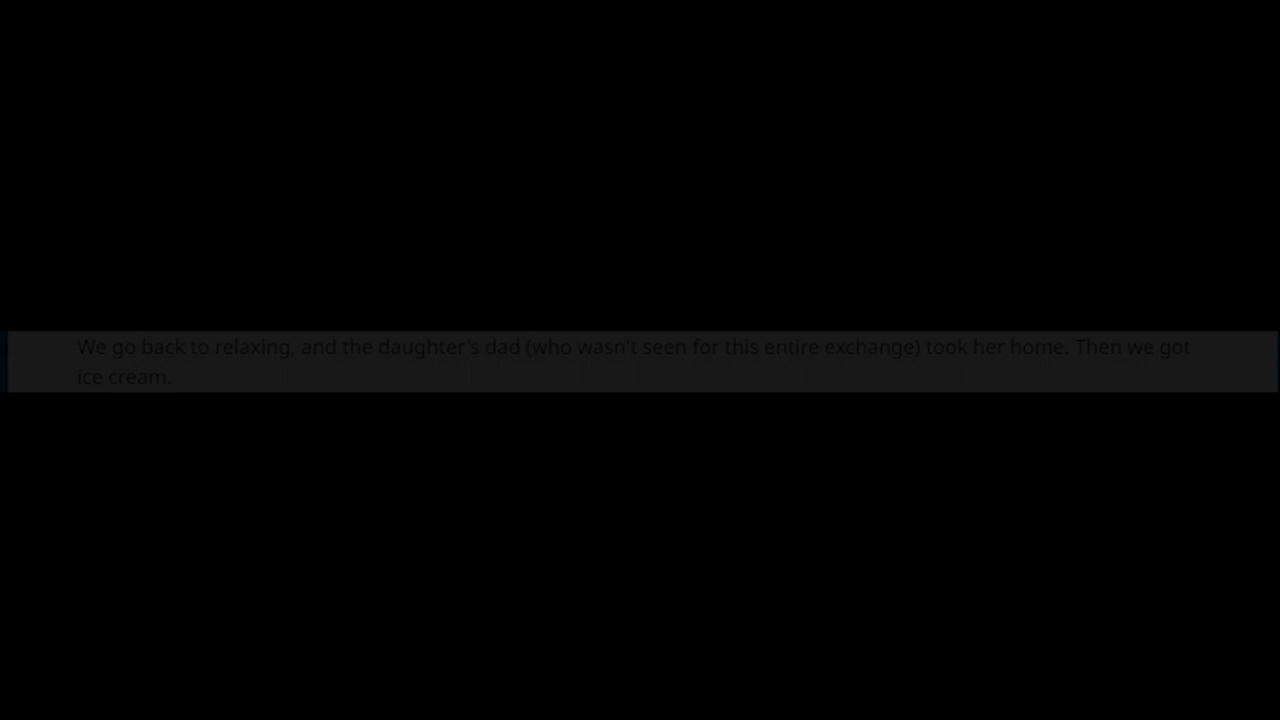 We go back to relaxing, and the daughter's dad (who wasn't seen for this entire exchange) took her home. Then we got
ice cream.